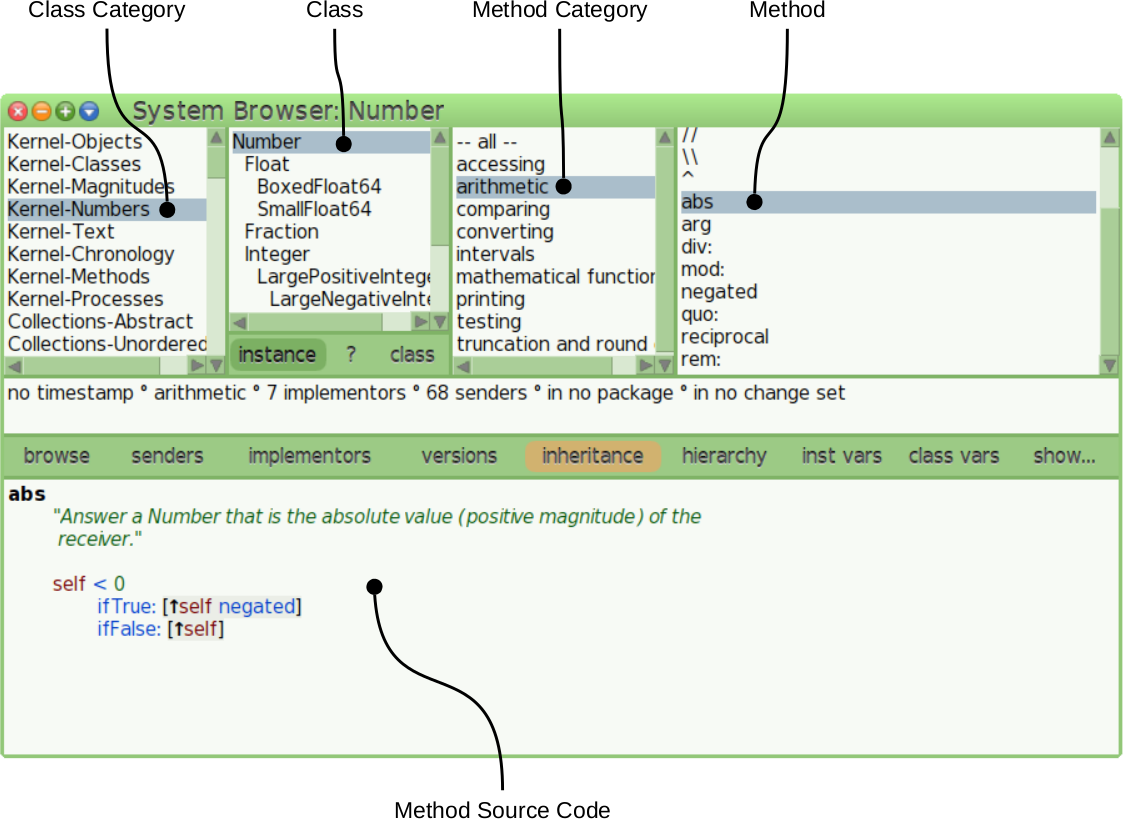 Class Category
Class
Method Category
Method
System Browser: Number
Kernel-Objects
Kernel-Classes
Kernel-Magnitudes
Kernel-Numbers
Kernel-Text
Kernel-Chronology
Kernel-Methods
Kernel-Processes
Collections-Abstract
Collections-Unordered
Number
Float
BoxedFloat64
SmallFloat64
Fraction
Integer
LargePositiveIntege
LargeNegativeInte
instance ? class
-- all --
accessing
arithmetic
comparing
converting
intervals
mathematical function
printing
testing
truncation and round
//
\\
^
abs
arg
div:
mod:
negated
quo:
reciprocal
rem:
no timestamp ° arithmetic ° 7 implementors ° 68 senders ° in no package ° in no change set
browse senders implementors versions inheritance hierarchy inst vars class vars show...
abs
"Answer a Number that is the absolute value (positive magnitude) of the
receiver."
self < 0
ifTrue: [↑self negated]
ifFalse: [↑self]
Method Source Code